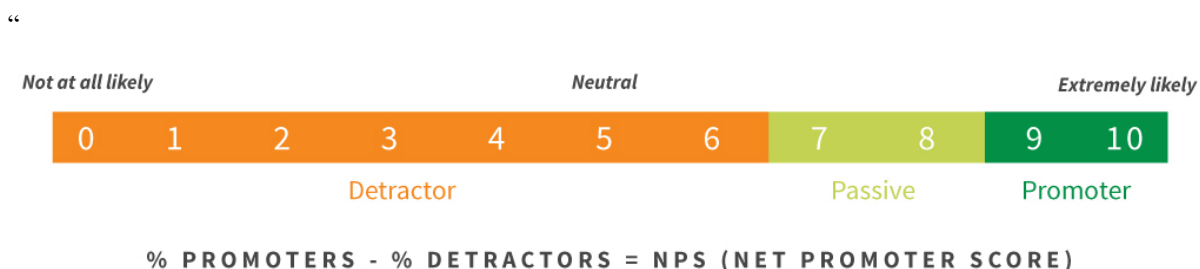 “
Not at all likely Neutral Extremely likely
0 1 2 3 4 5 6 7 8 9 10
Detractor Passive Promoter
% PROMOTERS - % DETRACTORS = NPS (NET PROMOTER SCORE)